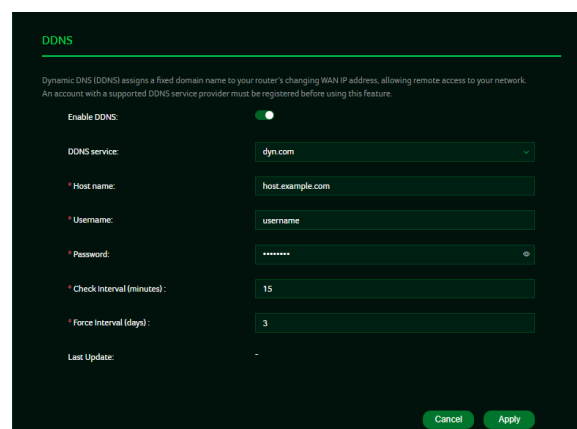 DDNS
Dynamic DNS (DDNS) assigns a fixed domain name to your router's changing WAN IP address, allowing remote access to your network.
An account with a supported DDNS service provider must be registered before using this feature.
Enable DDNS:
DDNS service: dyn.com
* Host name: host.example.com
* Username: username
* Password: ••••••••
* Check Interval (minutes) : 15
* Force Interval (days) : 3
Last Update: -
Cancel Apply